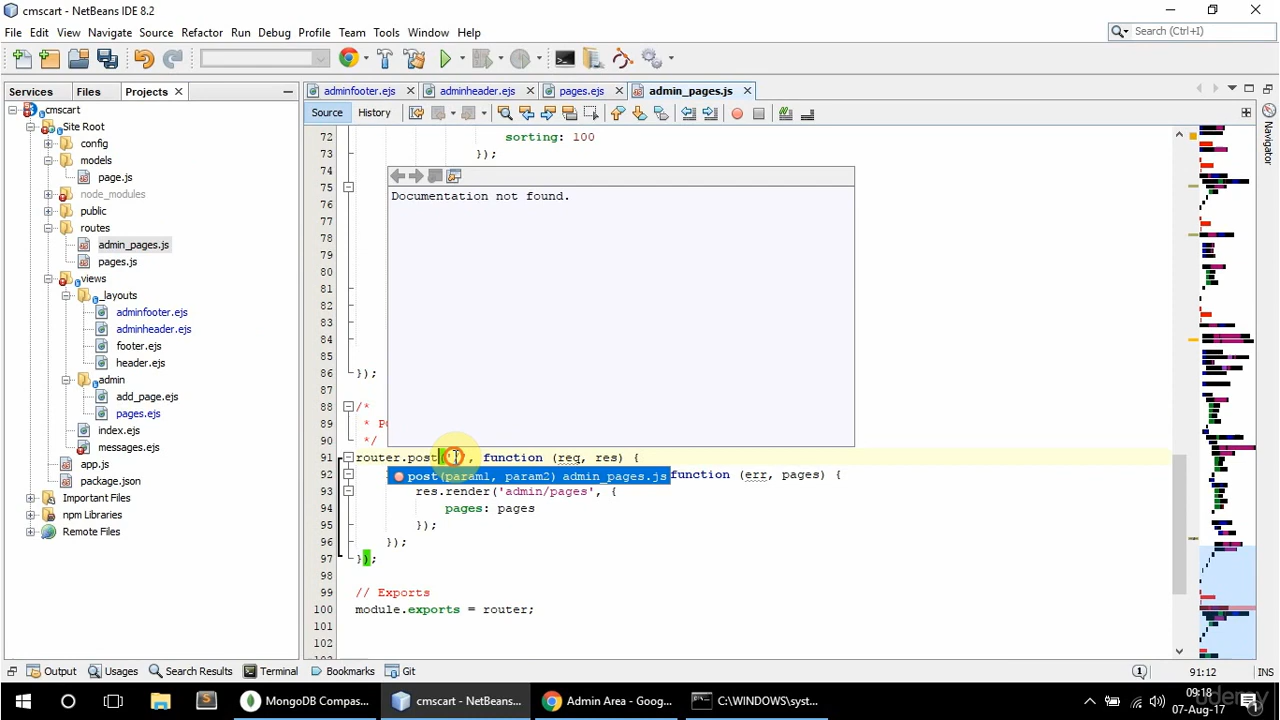 cmscart - NetBeans IDE 8.2
File Edit View Navigate Source Refactor Run Debug Profile Team Tools Window Help
Search (Ctrl+I)
Services Files Projects
adminfooter.ejs adminheader.ejs pages.ejs admin_pages.js
Source History
Navigator
cmscart
Site Root
config
models
page.js
node_modules
public
routes
admin_pages.js
pages.js
views
_layouts
adminfooter.ejs
adminheader.ejs
footer.ejs
header.ejs
admin
add_page.ejs
pages.ejs
index.ejs
messages.ejs
app.js
package.json
Important Files
npm Libraries
Remote Files
72 sorting: 100
73 });
74
75
76
77
78
79
80
81
82
83
84
85
86 });
87
88 /*
89 * P
90 */
91 router.post('', function (req, res) {
92 function (err, pages) {
93 res.render('admin/pages', {
94 pages: pages
95 });
96 });
97 });
98
99 // Exports
100 module.exports = router;
101
Documentation not found.
post(param1, param2) admin_pages.js
Output Usages Search Results Terminal Bookmarks Git
1 91:12 INS
MongoDB Compas... cmscart - NetBeans... Admin Area - Goog... C:\WINDOWS\syst...
09:18
07-Aug-17
udemy